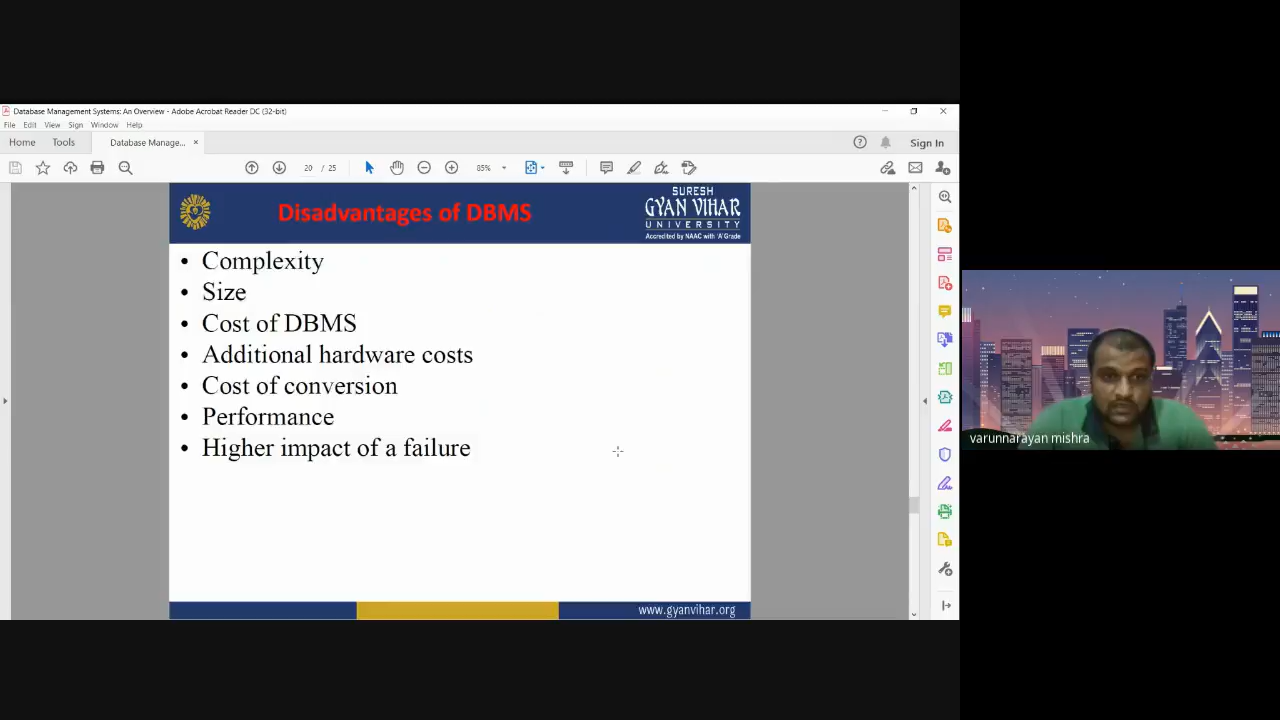 Database Management Systems: An Overview - Adobe Acrobat Reader DC (32-bit)
File Edit View Sign Window Help
Home Tools Database Manage... × Sign In
20 / 25 85%
Disadvantages of DBMS
SURESH
GYAN VIHAR
UNIVERSITY
Accredited by NAAC with 'A' Grade
• Complexity
• Size
• Cost of DBMS
• Additional hardware costs
• Cost of conversion
• Performance
• Higher impact of a failure
www.gyanvihar.org
varunnarayan mishra